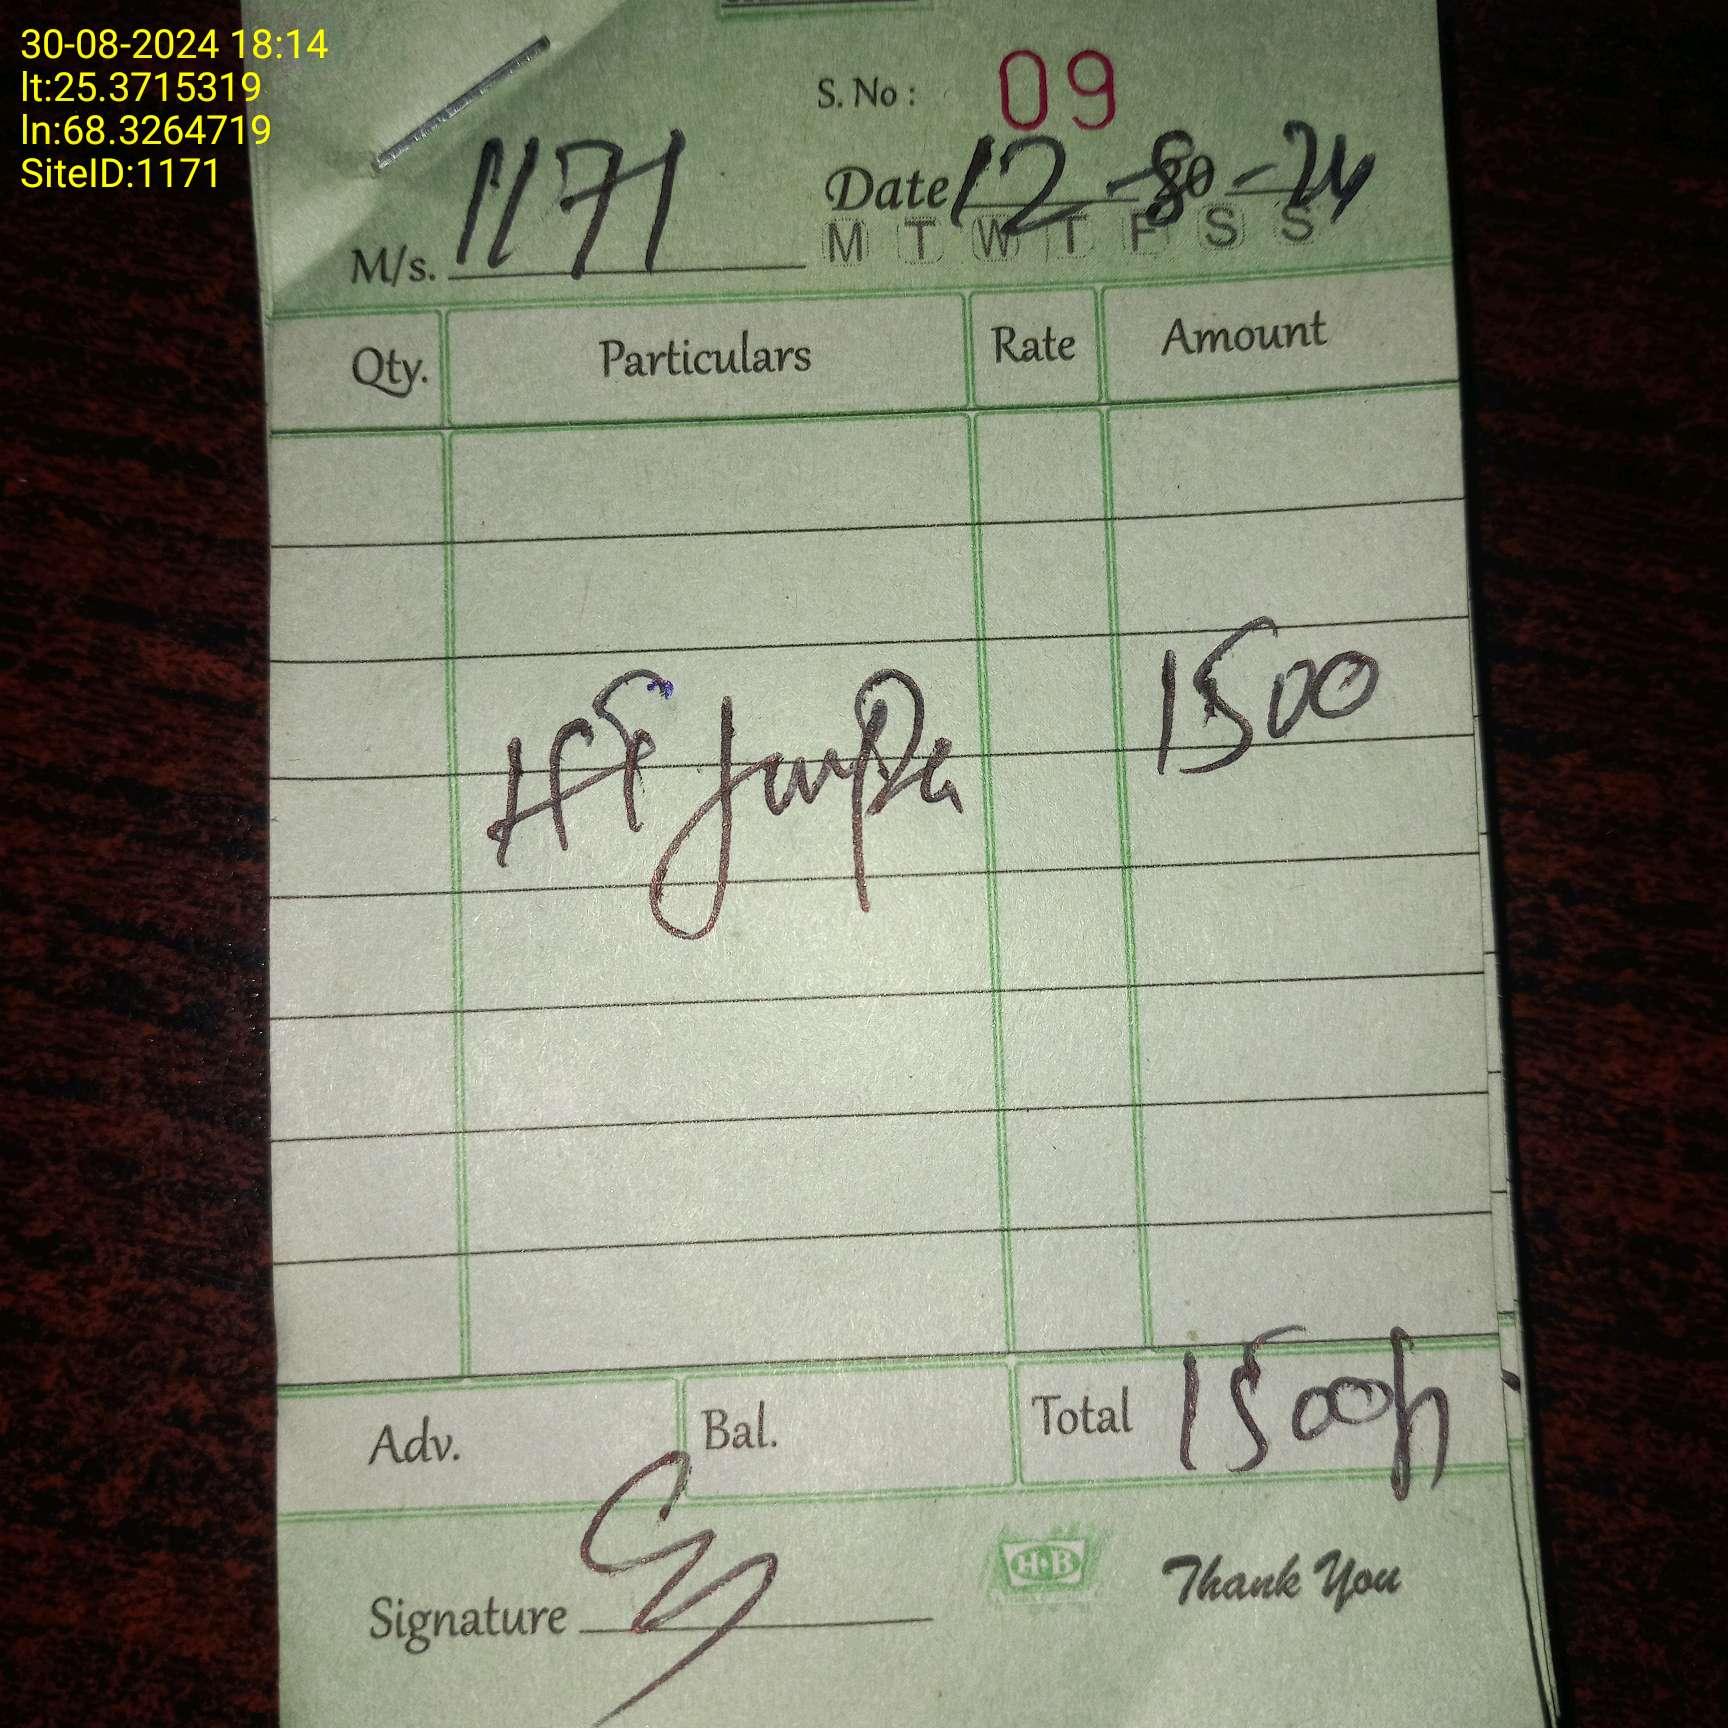 30-08-2024 18:14
lt:25.3715319
ln:68.3264719
SiteID:1171
S. No : 09
M/s. 1171
Date 12-8-24
M T W T F S S
Qty. Particulars Rate Amount
1500
Adv. Bal. Total 1500/-
Signature
H·B
Thank You